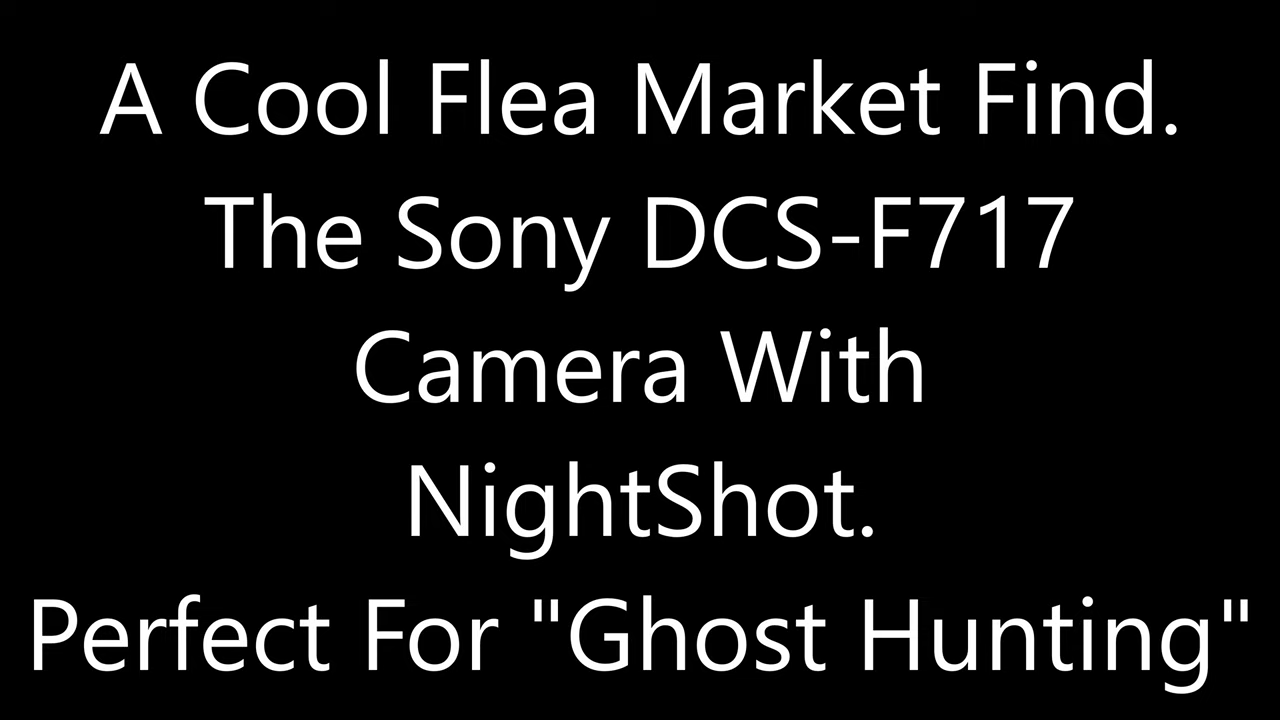 A Cool Flea Market Find.
The Sony DCS-F717
Camera With
NightShot.
Perfect For "Ghost Hunting"